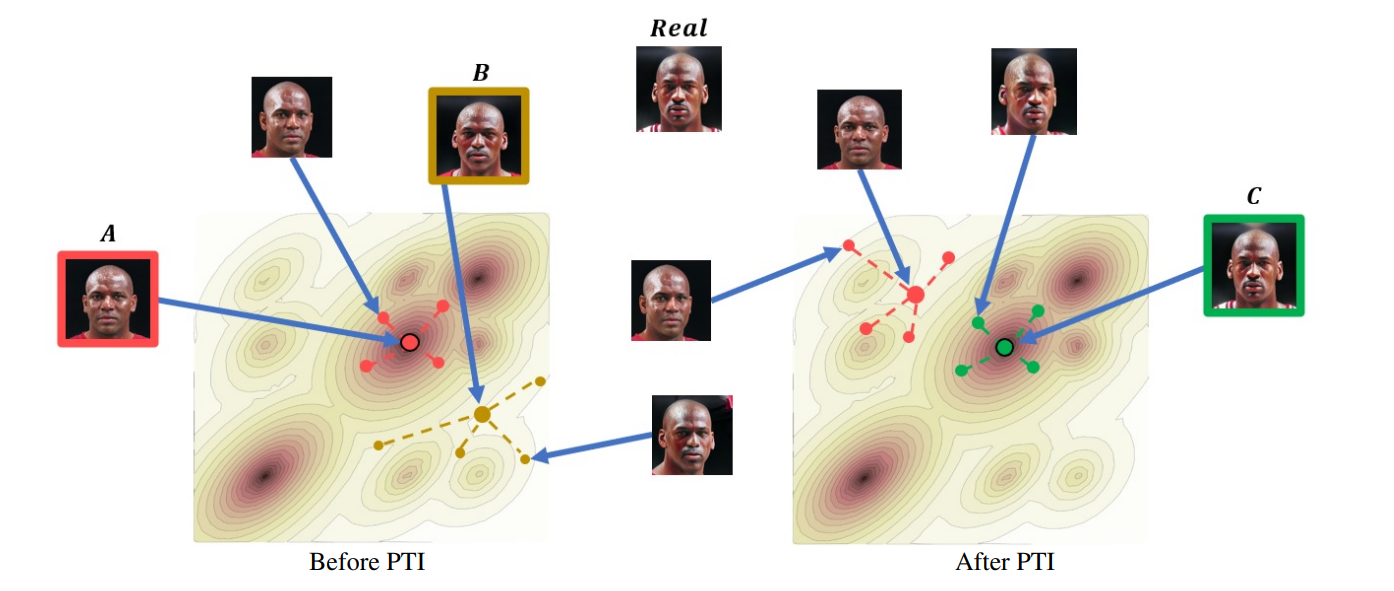 Real
B
A
C
Before PTI
After PTI